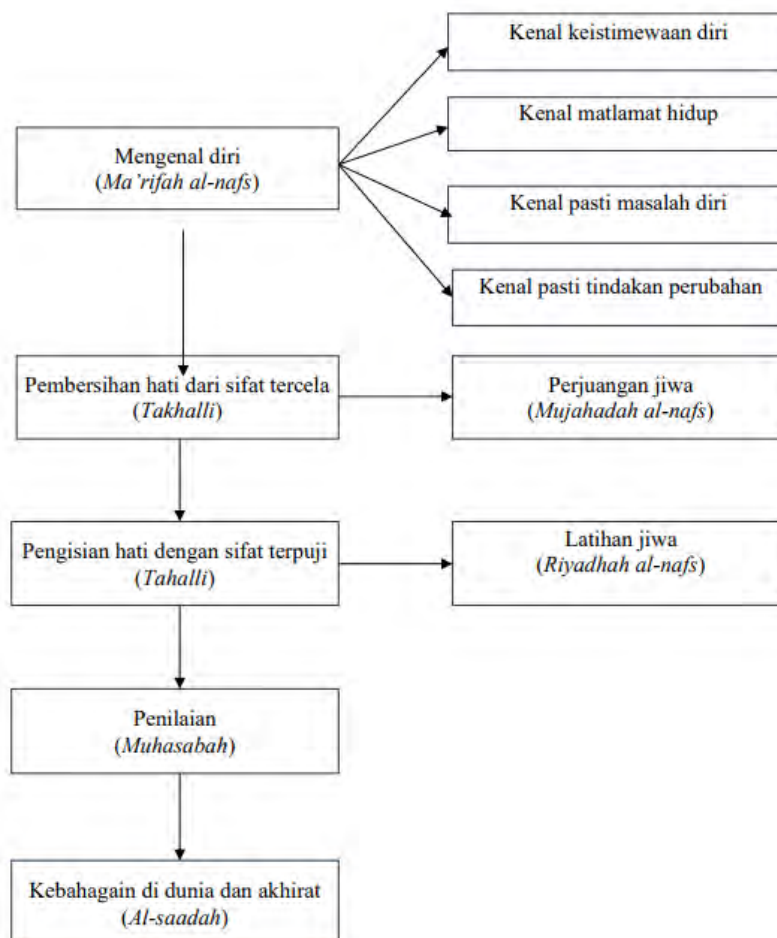 Kenal keistimewaan diri
Kenal matlamat hidup
Mengenal diri
(Ma'rifah al-nafs)
Kenal pasti masalah diri
Kenal pasti tindakan perubahan
Pembersihan hati dari sifat tercela
(Takhalli)
Perjuangan jiwa
(Mujahadah al-nafs)
Pengisian hati dengan sifat terpuji
(Tahalli)
Latihan jiwa
(Riyadhah al-nafs)
Penilaian
(Muhasabah)
Kebahagain di dunia dan akhirat
(Al-saadah)